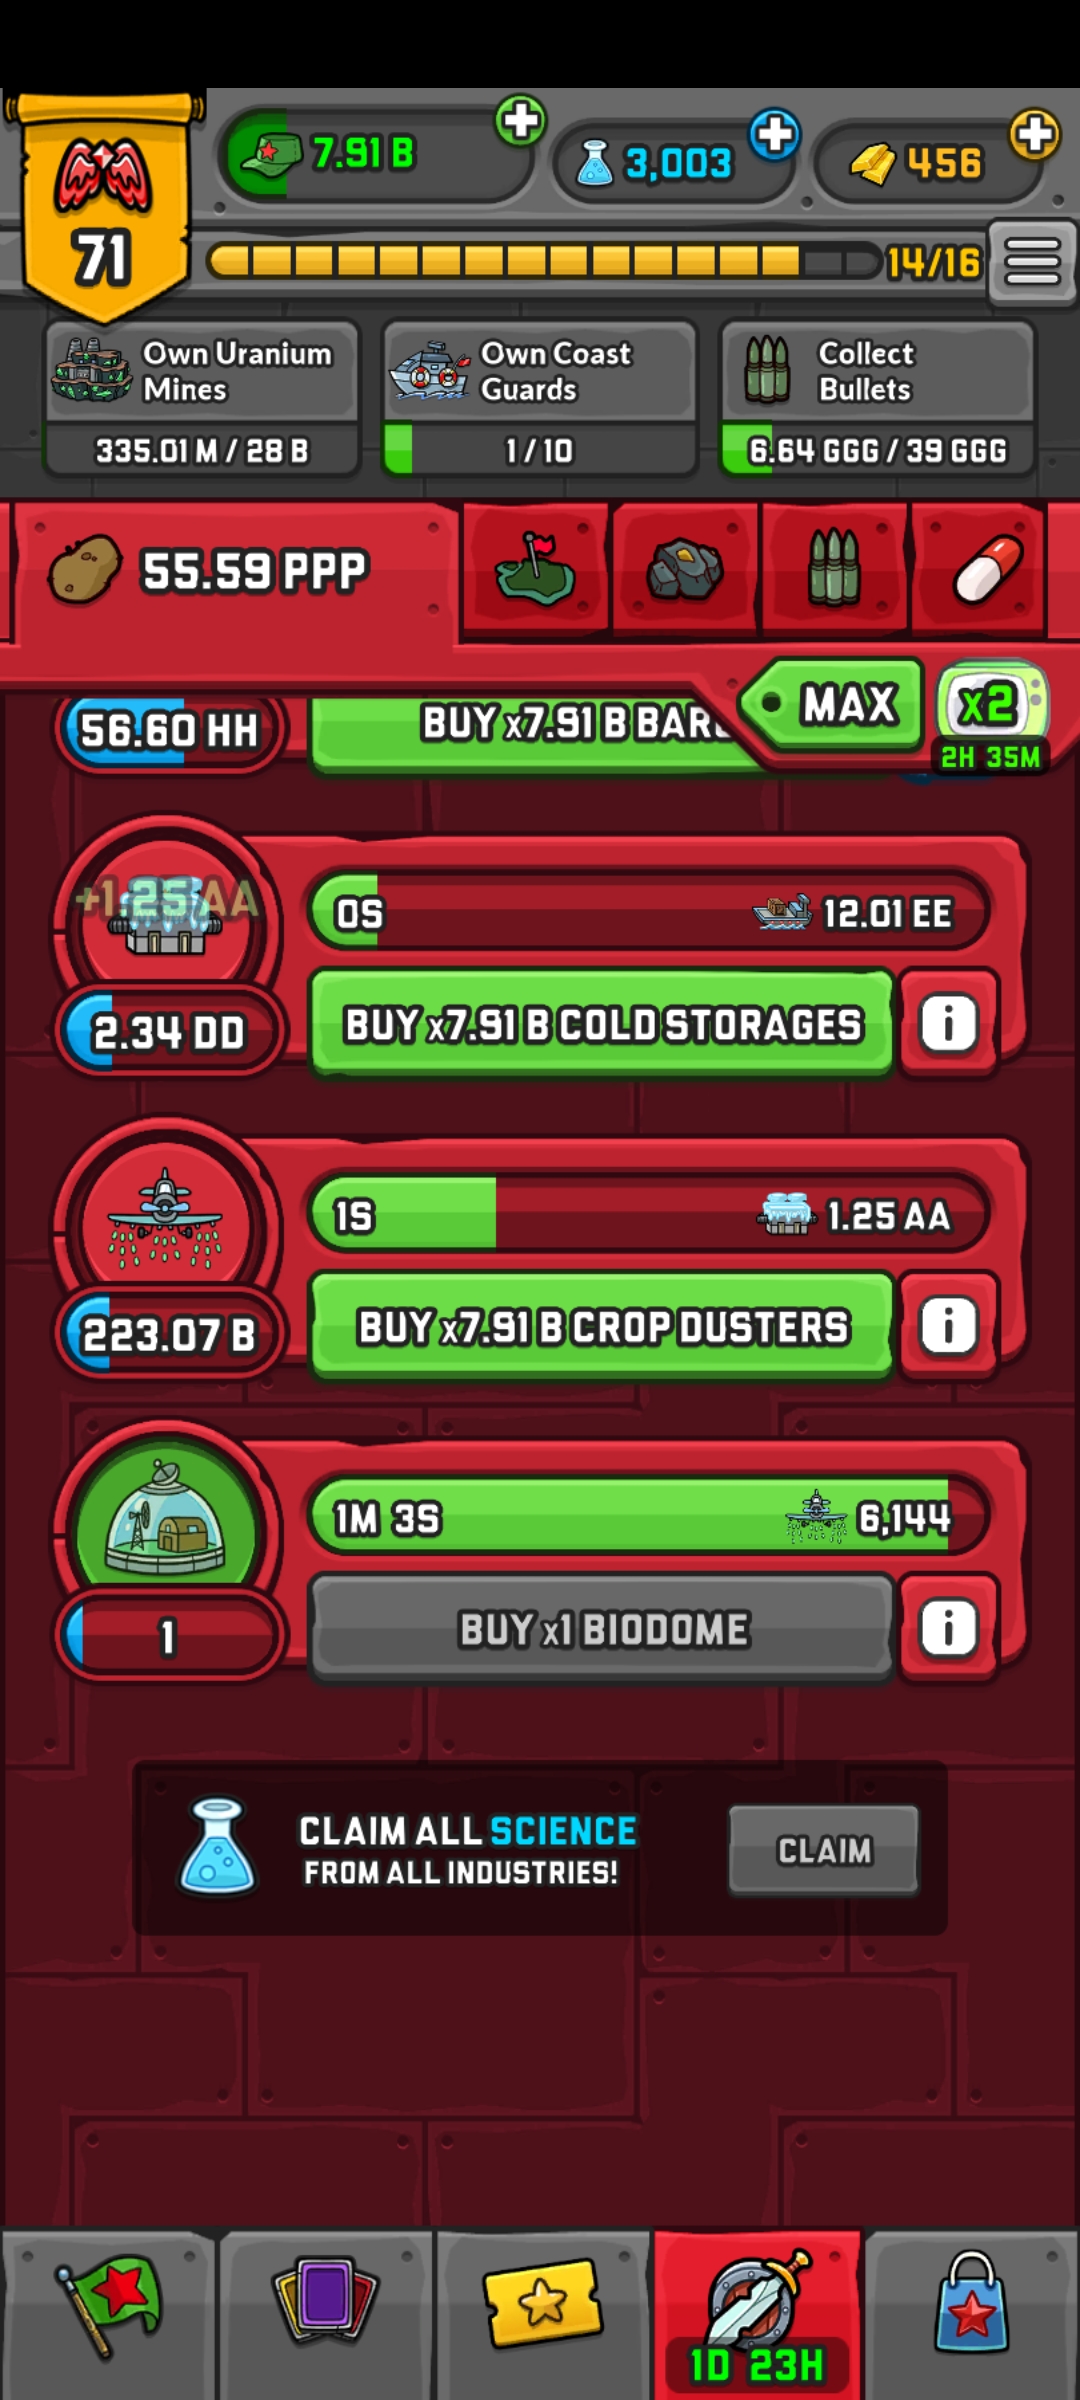 7.91 B
3,003
456
71
14/16
Own Uranium Mines
Own Coast Guards
Collect Bullets
335.01 M / 28 B
1 / 10
6.64 GGG / 39 GGG
55.59 PPP
MAX
x2
2H 35M
56.60 HH
BUY x7.91 B
+1.25 AA
0S
12.01 EE
2.34 DD
BUY x7.91 B COLD STORAGES
i
1S
1.25 AA
223.07 B
BUY x7.91 B CROP DUSTERS
i
1M 3S
6,144
1
BUY x1 BIODOME
i
CLAIM ALL SCIENCE
FROM ALL INDUSTRIES!
CLAIM
1D 23H